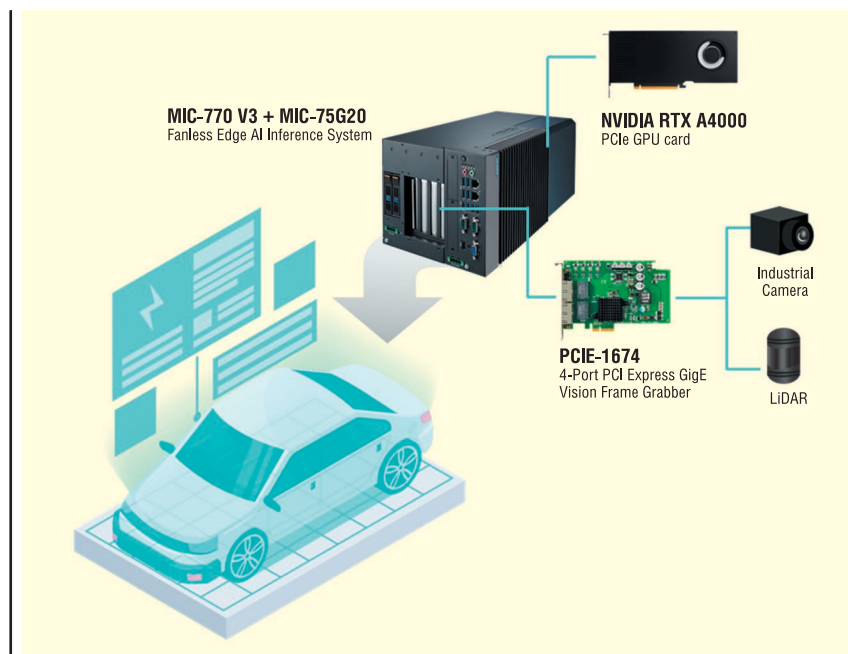 MIC-770 V3 + MIC-75G20
Fanless Edge AI Inference System
NVIDIA RTX A4000
PCIe GPU card
Industrial
Camera
PCIE-1674
4-Port PCI Express GigE
Vision Frame Grabber
LiDAR